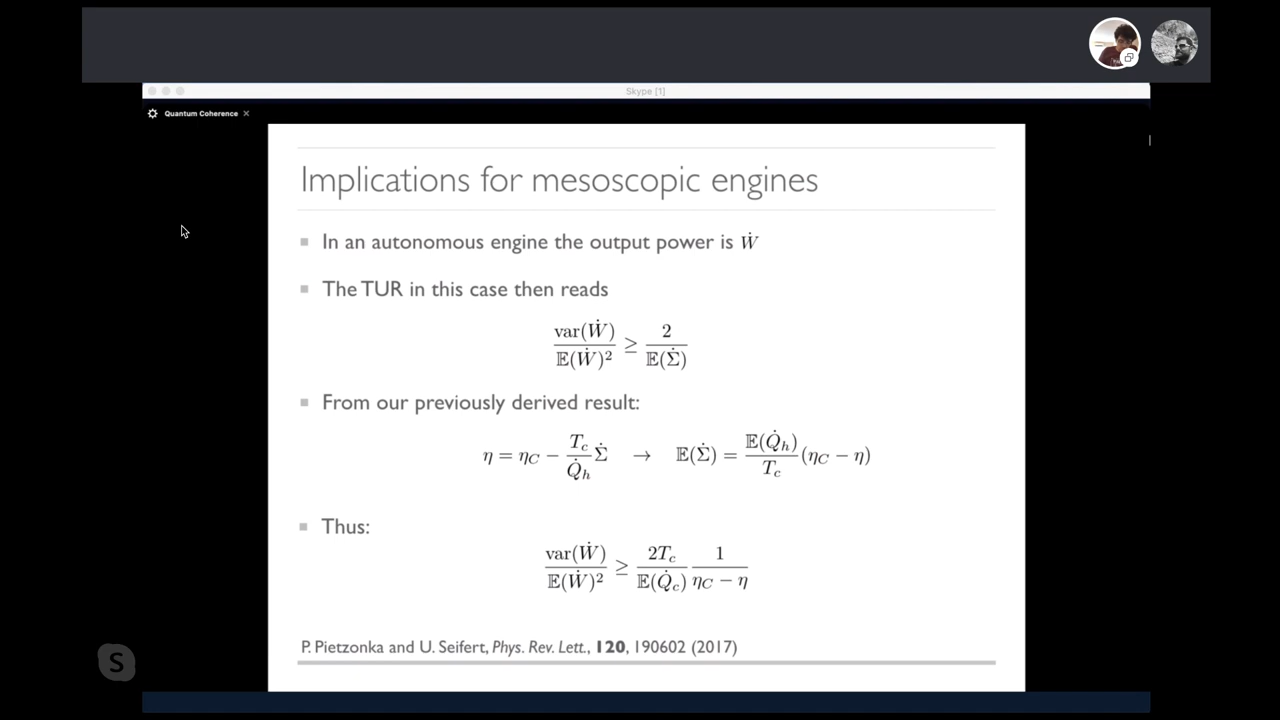 Skype [1]
Quantum Coherence ×
Implications for mesoscopic engines
In an autonomous engine the output power is Ẇ
The TUR in this case then reads
var(Ẇ)/𝔼(Ẇ)² ≥ 2/𝔼(Σ̇)
From our previously derived result:
η = η_C − (T_c/Q̇_h) Σ̇ → 𝔼(Σ̇) = 𝔼(Q̇_h)/T_c (η_C − η)
Thus:
var(Ẇ)/𝔼(Ẇ)² ≥ 2T_c/𝔼(Q̇_c) 1/(η_C − η)
P. Pietzonka and U. Seifert, Phys. Rev. Lett., 120, 190602 (2017)
S